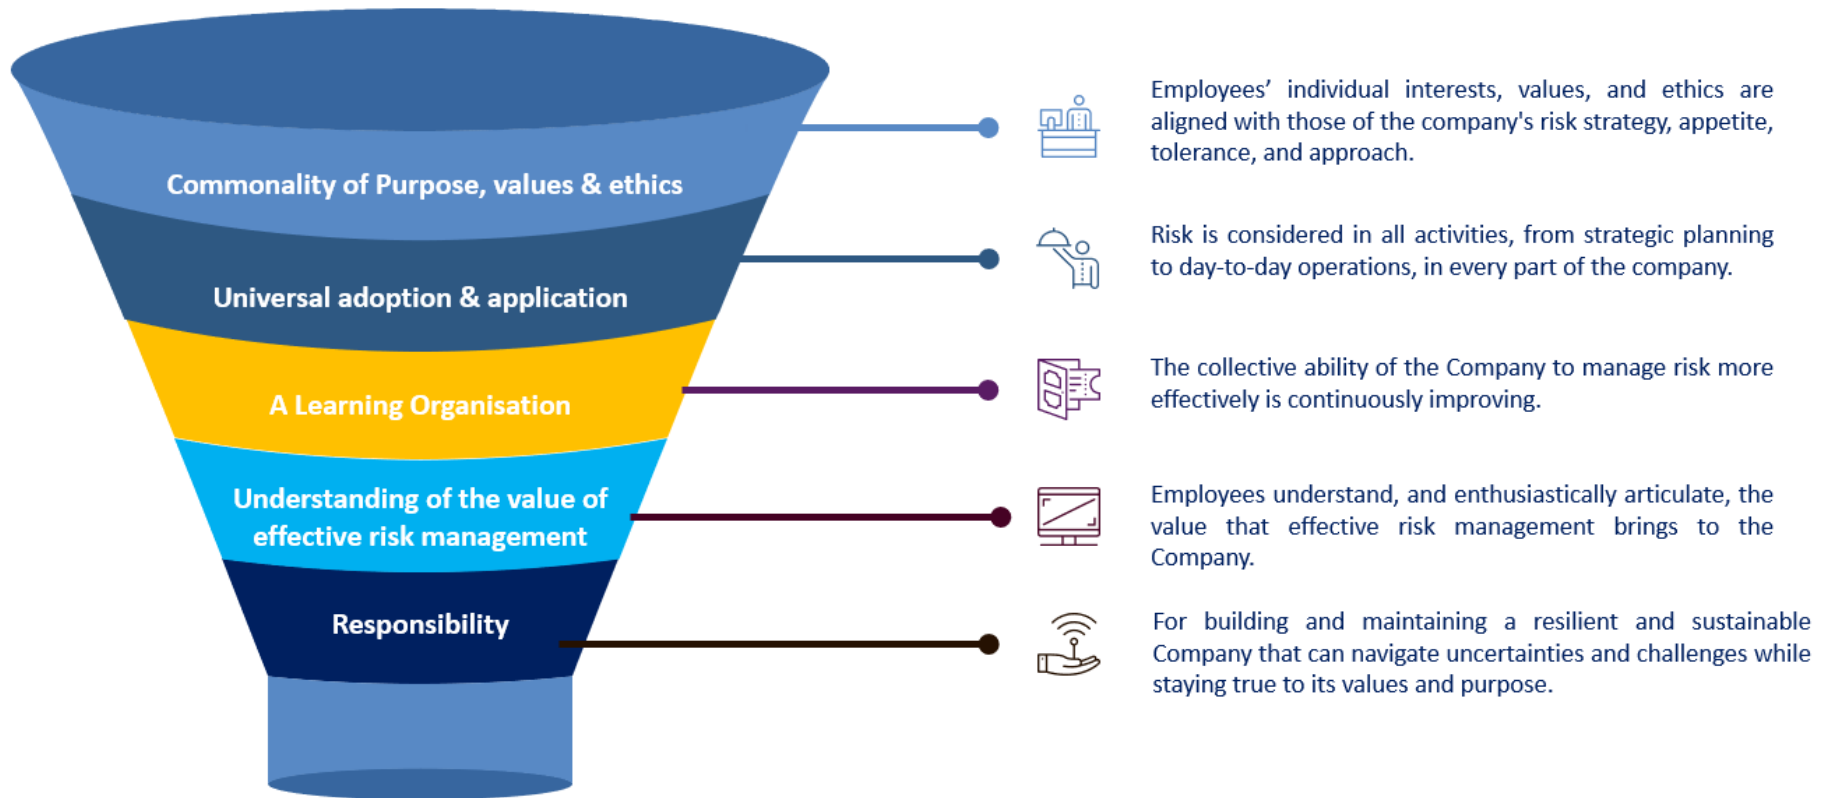 Commonality of Purpose, values & ethics
Employees’ individual interests, values, and ethics are
aligned with those of the company's risk strategy, appetite,
tolerance, and approach.
Universal adoption & application
Risk is considered in all activities, from strategic planning
to day-to-day operations, in every part of the company.
A Learning Organisation
The collective ability of the Company to manage risk more
effectively is continuously improving.
Understanding of the value of
effective risk management
Employees understand, and enthusiastically articulate, the
value that effective risk management brings to the
Company.
Responsibility
For building and maintaining a resilient and sustainable
Company that can navigate uncertainties and challenges while
staying true to its values and purpose.